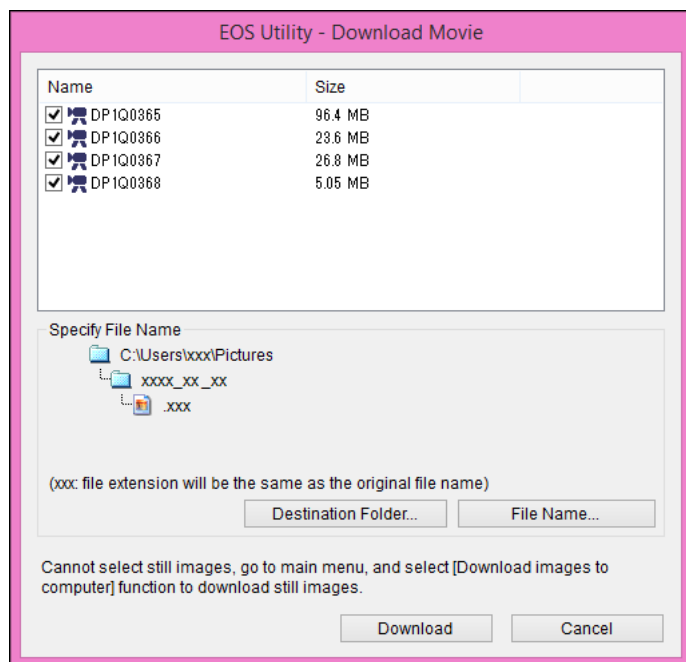 EOS Utility - Download Movie
Name Size
DP1Q0365 96.4 MB
DP1Q0366 23.6 MB
DP1Q0367 26.8 MB
DP1Q0368 5.05 MB
Specify File Name
C:\Users\xxx\Pictures
xxxx_xx_xx
.xxx
(xxx: file extension will be the same as the original file name)
Destination Folder... File Name...
Cannot select still images, go to main menu, and select [Download images to
computer] function to download still images.
Download Cancel